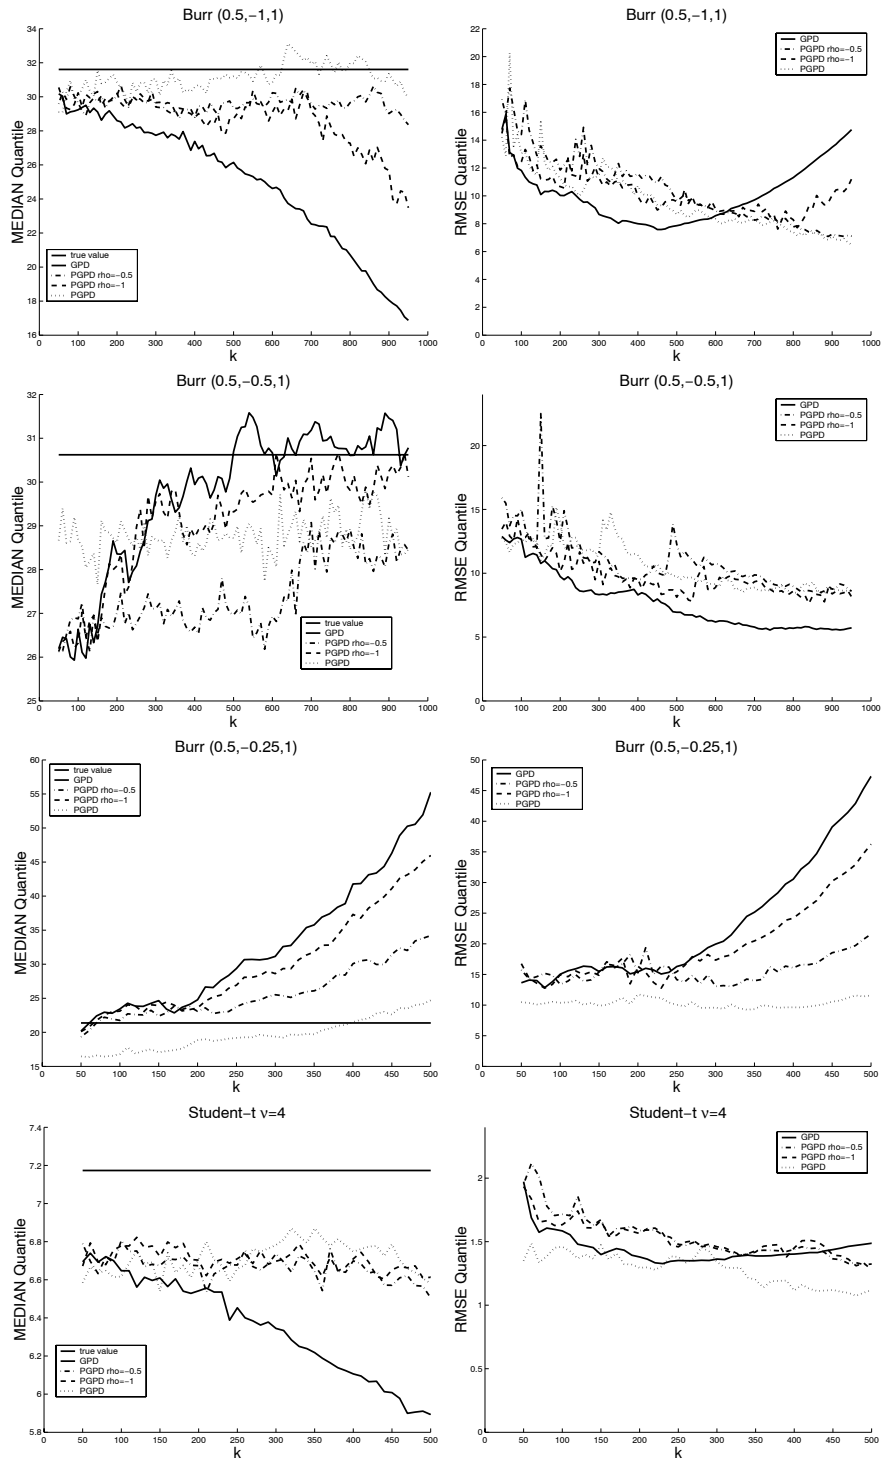 Burr (0.5,−1,1)
MEDIAN Quantile
34
32
30
28
26
24
22
20
18
16
true value
GPD
PGPD rho=−0.5
PGPD rho=−1
PGPD
0 100 200 300 400 500 600 700 800 900 1000
k
Burr (0.5,−1,1)
RMSE Quantile
22
20
18
16
14
12
10
8
6
4
2
0
GPD
PGPD rho=−0.5
PGPD rho=−1
PGPD
0 100 200 300 400 500 600 700 800 900 1000
k
Burr (0.5,−0.5,1)
MEDIAN Quantile
32
31
30
29
28
27
26
25
true value
GPD
PGPD rho=−0.5
PGPD rho=−1
PGPD
0 100 200 300 400 500 600 700 800 900 1000
k
Burr (0.5,−0.5,1)
RMSE Quantile
20
15
10
5
0
GPD
PGPD rho=−0.5
PGPD rho=−1
PGPD
0 100 200 300 400 500 600 700 800 900 1000
k
Burr (0.5,−0.25,1)
MEDIAN Quantile
60
55
50
45
40
35
30
25
20
15
true value
GPD
PGPD rho=−0.5
PGPD rho=−1
PGPD
0 50 100 150 200 250 300 350 400 450 500
k
Burr (0.5,−0.25,1)
RMSE Quantile
50
45
40
35
30
25
20
15
10
5
0
GPD
PGPD rho=−0.5
PGPD rho=−1
PGPD
0 50 100 150 200 250 300 350 400 450 500
k
Student−t ν=4
MEDIAN Quantile
7.4
7.2
7
6.8
6.6
6.4
6.2
6
5.8
true value
GPD
PGPD rho=−0.5
PGPD rho=−1
PGPD
0 50 100 150 200 250 300 350 400 450 500
k
Student−t ν=4
RMSE Quantile
2
1.5
1
0.5
0
GPD
PGPD rho=−0.5
PGPD rho=−1
PGPD
0 50 100 150 200 250 300 350 400 450 500
k